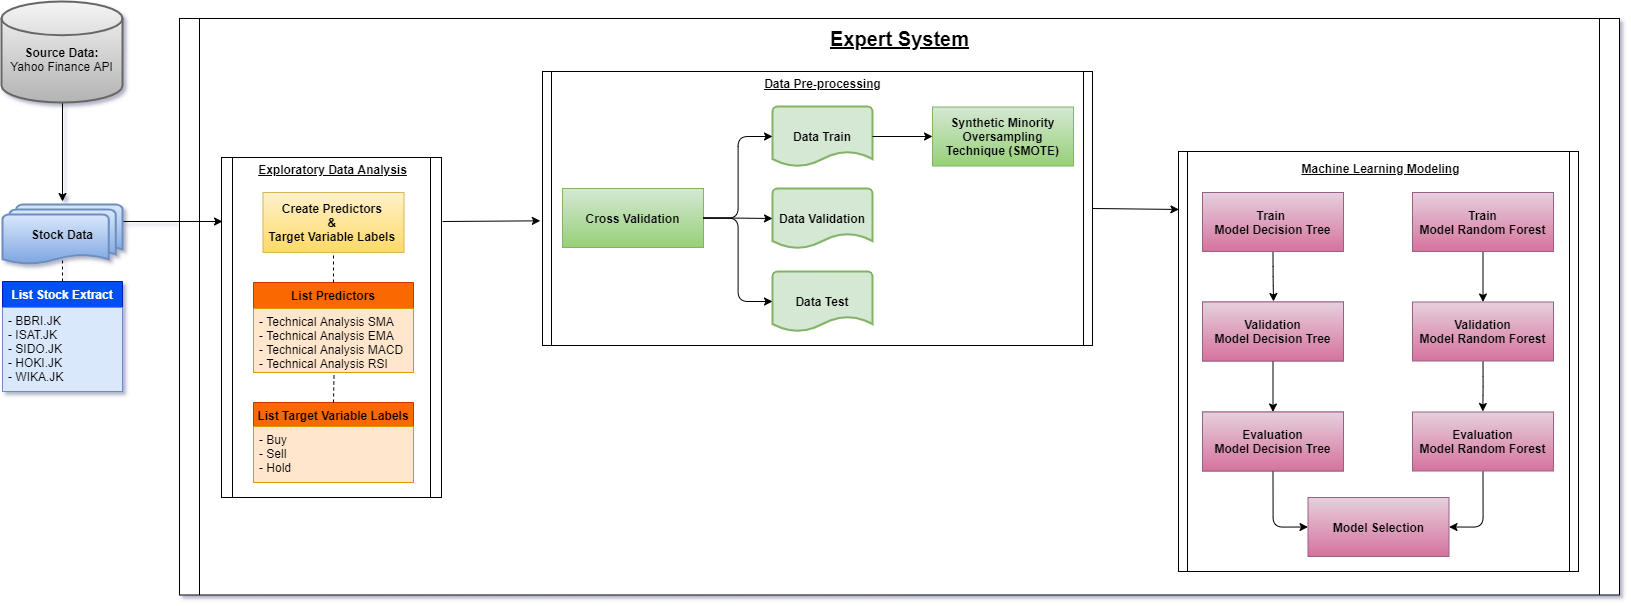 Source Data:
Yahoo Finance API
Stock Data
List Stock Extract
- BBRI.JK
- ISAT.JK
- SIDO.JK
- HOKI.JK
- WIKA.JK
Expert System
Exploratory Data Analysis
Create Predictors
&
Target Variable Labels
List Predictors
- Technical Analysis SMA
- Technical Analysis EMA
- Technical Analysis MACD
- Technical Analysis RSI
List Target Variable Labels
- Buy
- Sell
- Hold
Data Pre-processing
Cross Validation
Data Train
Data Validation
Data Test
Synthetic Minority
Oversampling
Technique (SMOTE)
Machine Learning Modeling
Train
Model Decision Tree
Train
Model Random Forest
Validation
Model Decision Tree
Validation
Model Random Forest
Evaluation
Model Decision Tree
Evaluation
Model Random Forest
Model Selection